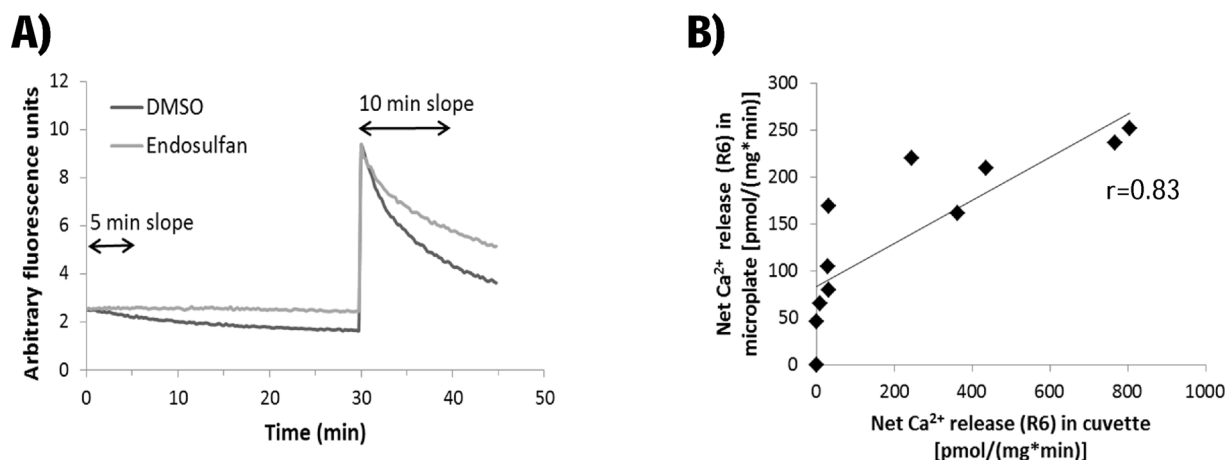 A)
Arbitrary fluorescence units
12
10
8
6
4
2
0
DMSO
Endosulfan
5 min slope
10 min slope
0
10
20
30
40
50
Time (min)
B)
Net Ca²⁺ release (R6) in
microplate [pmol/(mg*min)]
300
250
200
150
100
50
0
r=0.83
0
200
400
600
800
1000
Net Ca²⁺ release (R6) in cuvette
[pmol/(mg*min)]